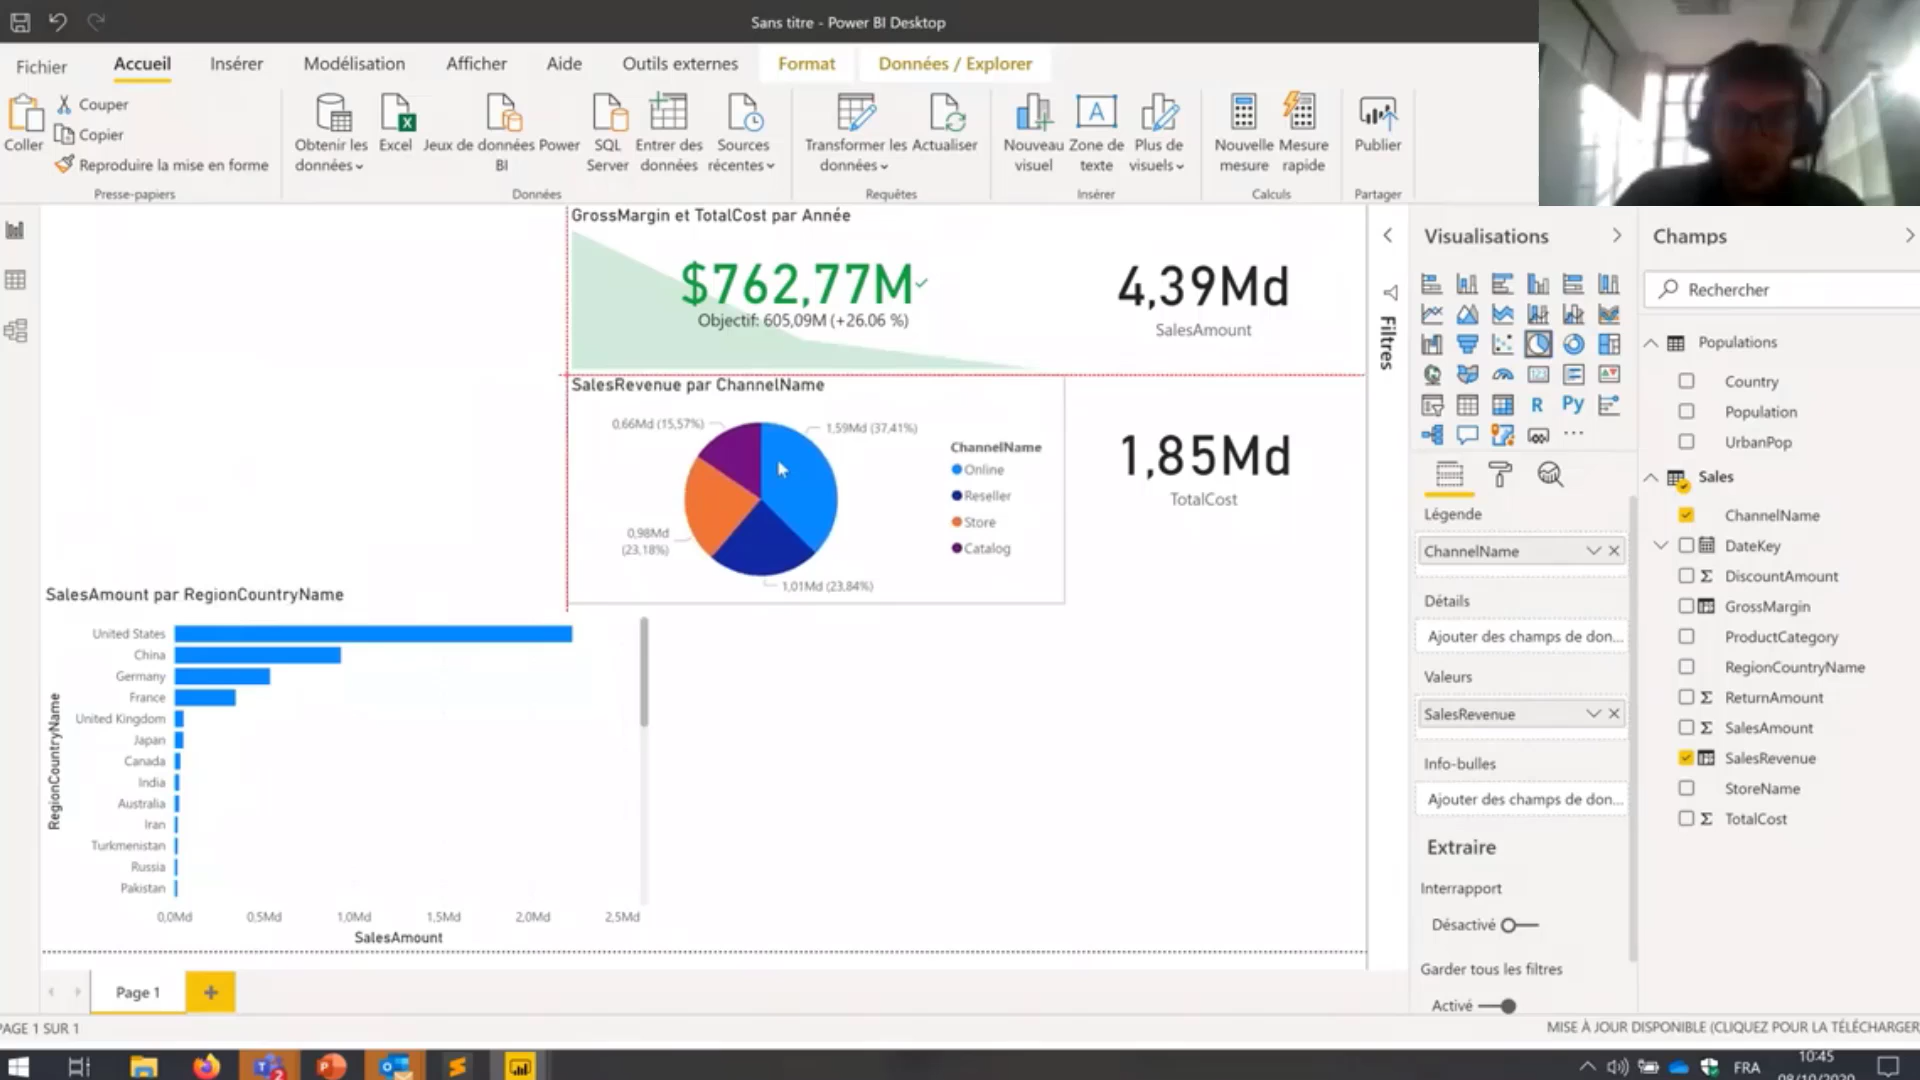 Sans titre - Power BI Desktop
Fichier
Accueil
Insérer
Modélisation
Afficher
Aide
Outils externes
Format
Données / Explorer
Coller
Couper
Copier
Reproduire la mise en forme
Presse-papiers
Obtenir les données
Excel
Jeux de données Power BI
SQL Server
Entrer des données
Sources récentes
Données
Transformer les données
Actualiser
Requêtes
Nouveau visuel
Zone de texte
Plus de visuels
Insérer
Nouvelle mesure
Mesure rapide
Calculs
Publier
Partager
GrossMargin et TotalCost par Année
$762,77M
Objectif: 605,09M (+26.06 %)
4,39Md
SalesAmount
SalesRevenue par ChannelName
0,66Md (15,57%)
1,59Md (37,41%)
0,98Md
(23,18%)
1,01Md (23,84%)
ChannelName
Online
Reseller
Store
Catalog
1,85Md
TotalCost
SalesAmount par RegionCountryName
RegionCountryName
United States
China
Germany
France
United Kingdom
Japan
Canada
India
Australia
Iran
Turkmenistan
Russia
Pakistan
0,0Md
0,5Md
1,0Md
1,5Md
2,0Md
2,5Md
SalesAmount
Filtres
Visualisations
R
Py
Légende
ChannelName
Détails
Ajouter des champs de don...
Valeurs
SalesRevenue
Info-bulles
Ajouter des champs de don...
Extraire
Interrapport
Désactivé
Garder tous les filtres
Activé
Champs
Rechercher
Populations
Country
Population
UrbanPop
Sales
ChannelName
DateKey
DiscountAmount
GrossMargin
ProductCategory
RegionCountryName
ReturnAmount
SalesAmount
SalesRevenue
StoreName
TotalCost
Page 1
PAGE 1 SUR 1
MISE À JOUR DISPONIBLE (CLIQUEZ POUR LA TÉLÉCHARGER
FRA
10:45